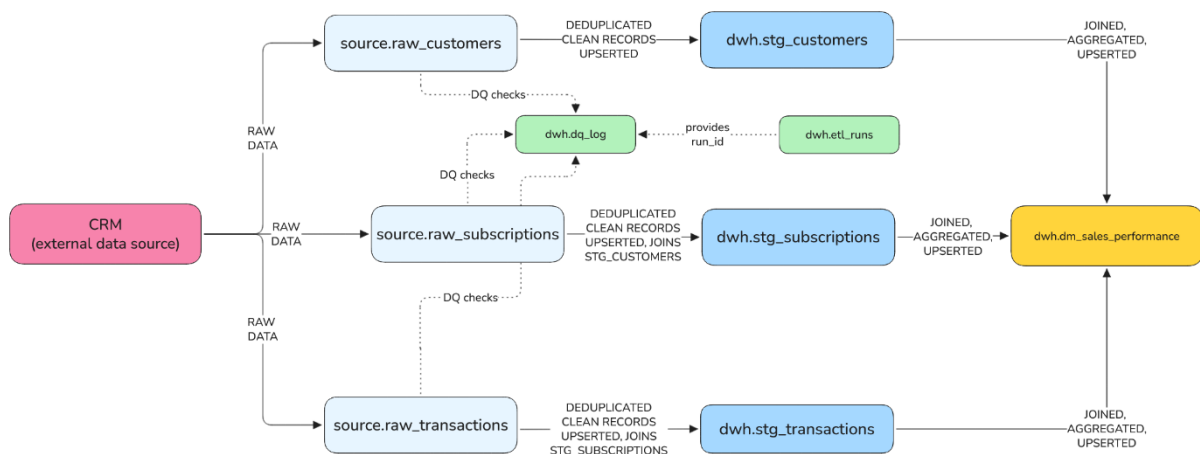 source.raw_customers
DEDUPLICATED
CLEAN RECORDS
UPSERTED
dwh.stg_customers
JOINED,
AGGREGATED,
UPSERTED
DQ checks
RAW
DATA
dwh.dq_log
provides
run_id
dwh.etl_runs
DQ checks
CRM
(external data source)
RAW
DATA
source.raw_subscriptions
DEDUPLICATED
CLEAN RECORDS
UPSERTED, JOINS
STG_CUSTOMERS
dwh.stg_subscriptions
JOINED,
AGGREGATED,
UPSERTED
dwh.dm_sales_performance
DQ checks
RAW
DATA
source.raw_transactions
DEDUPLICATED
CLEAN RECORDS
UPSERTED, JOINS
STG_SUBSCRIPTIONS
dwh.stg_transactions
JOINED,
AGGREGATED,
UPSERTED